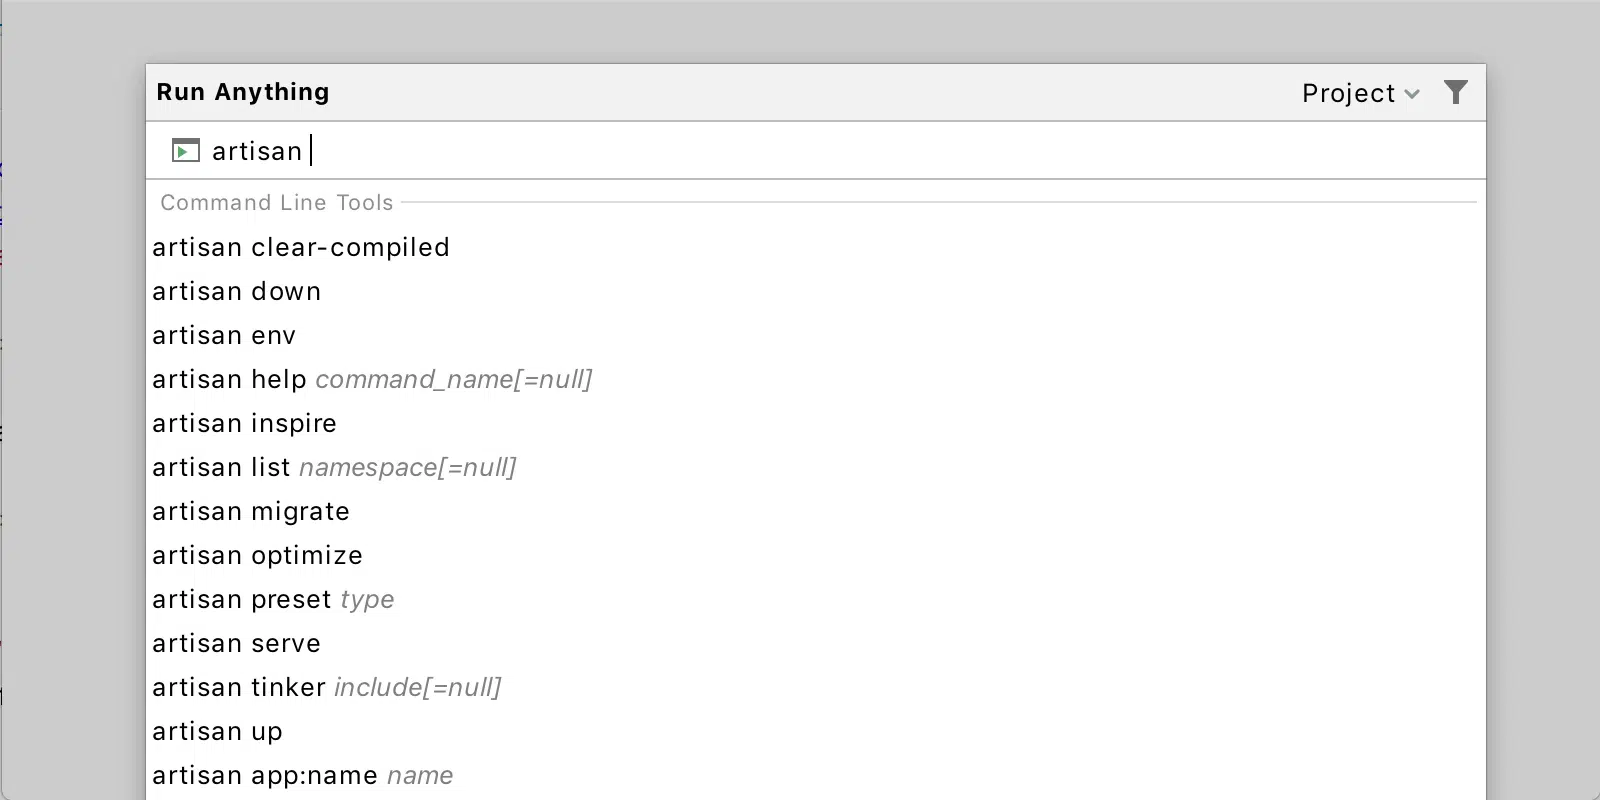 Run Anything Project
artisan
Command Line Tools
artisan clear-compiled
artisan down
artisan env
artisan help command_name[=null]
artisan inspire
artisan list namespace[=null]
artisan migrate
artisan optimize
artisan preset type
artisan serve
artisan tinker include[=null]
artisan up
artisan app:name name